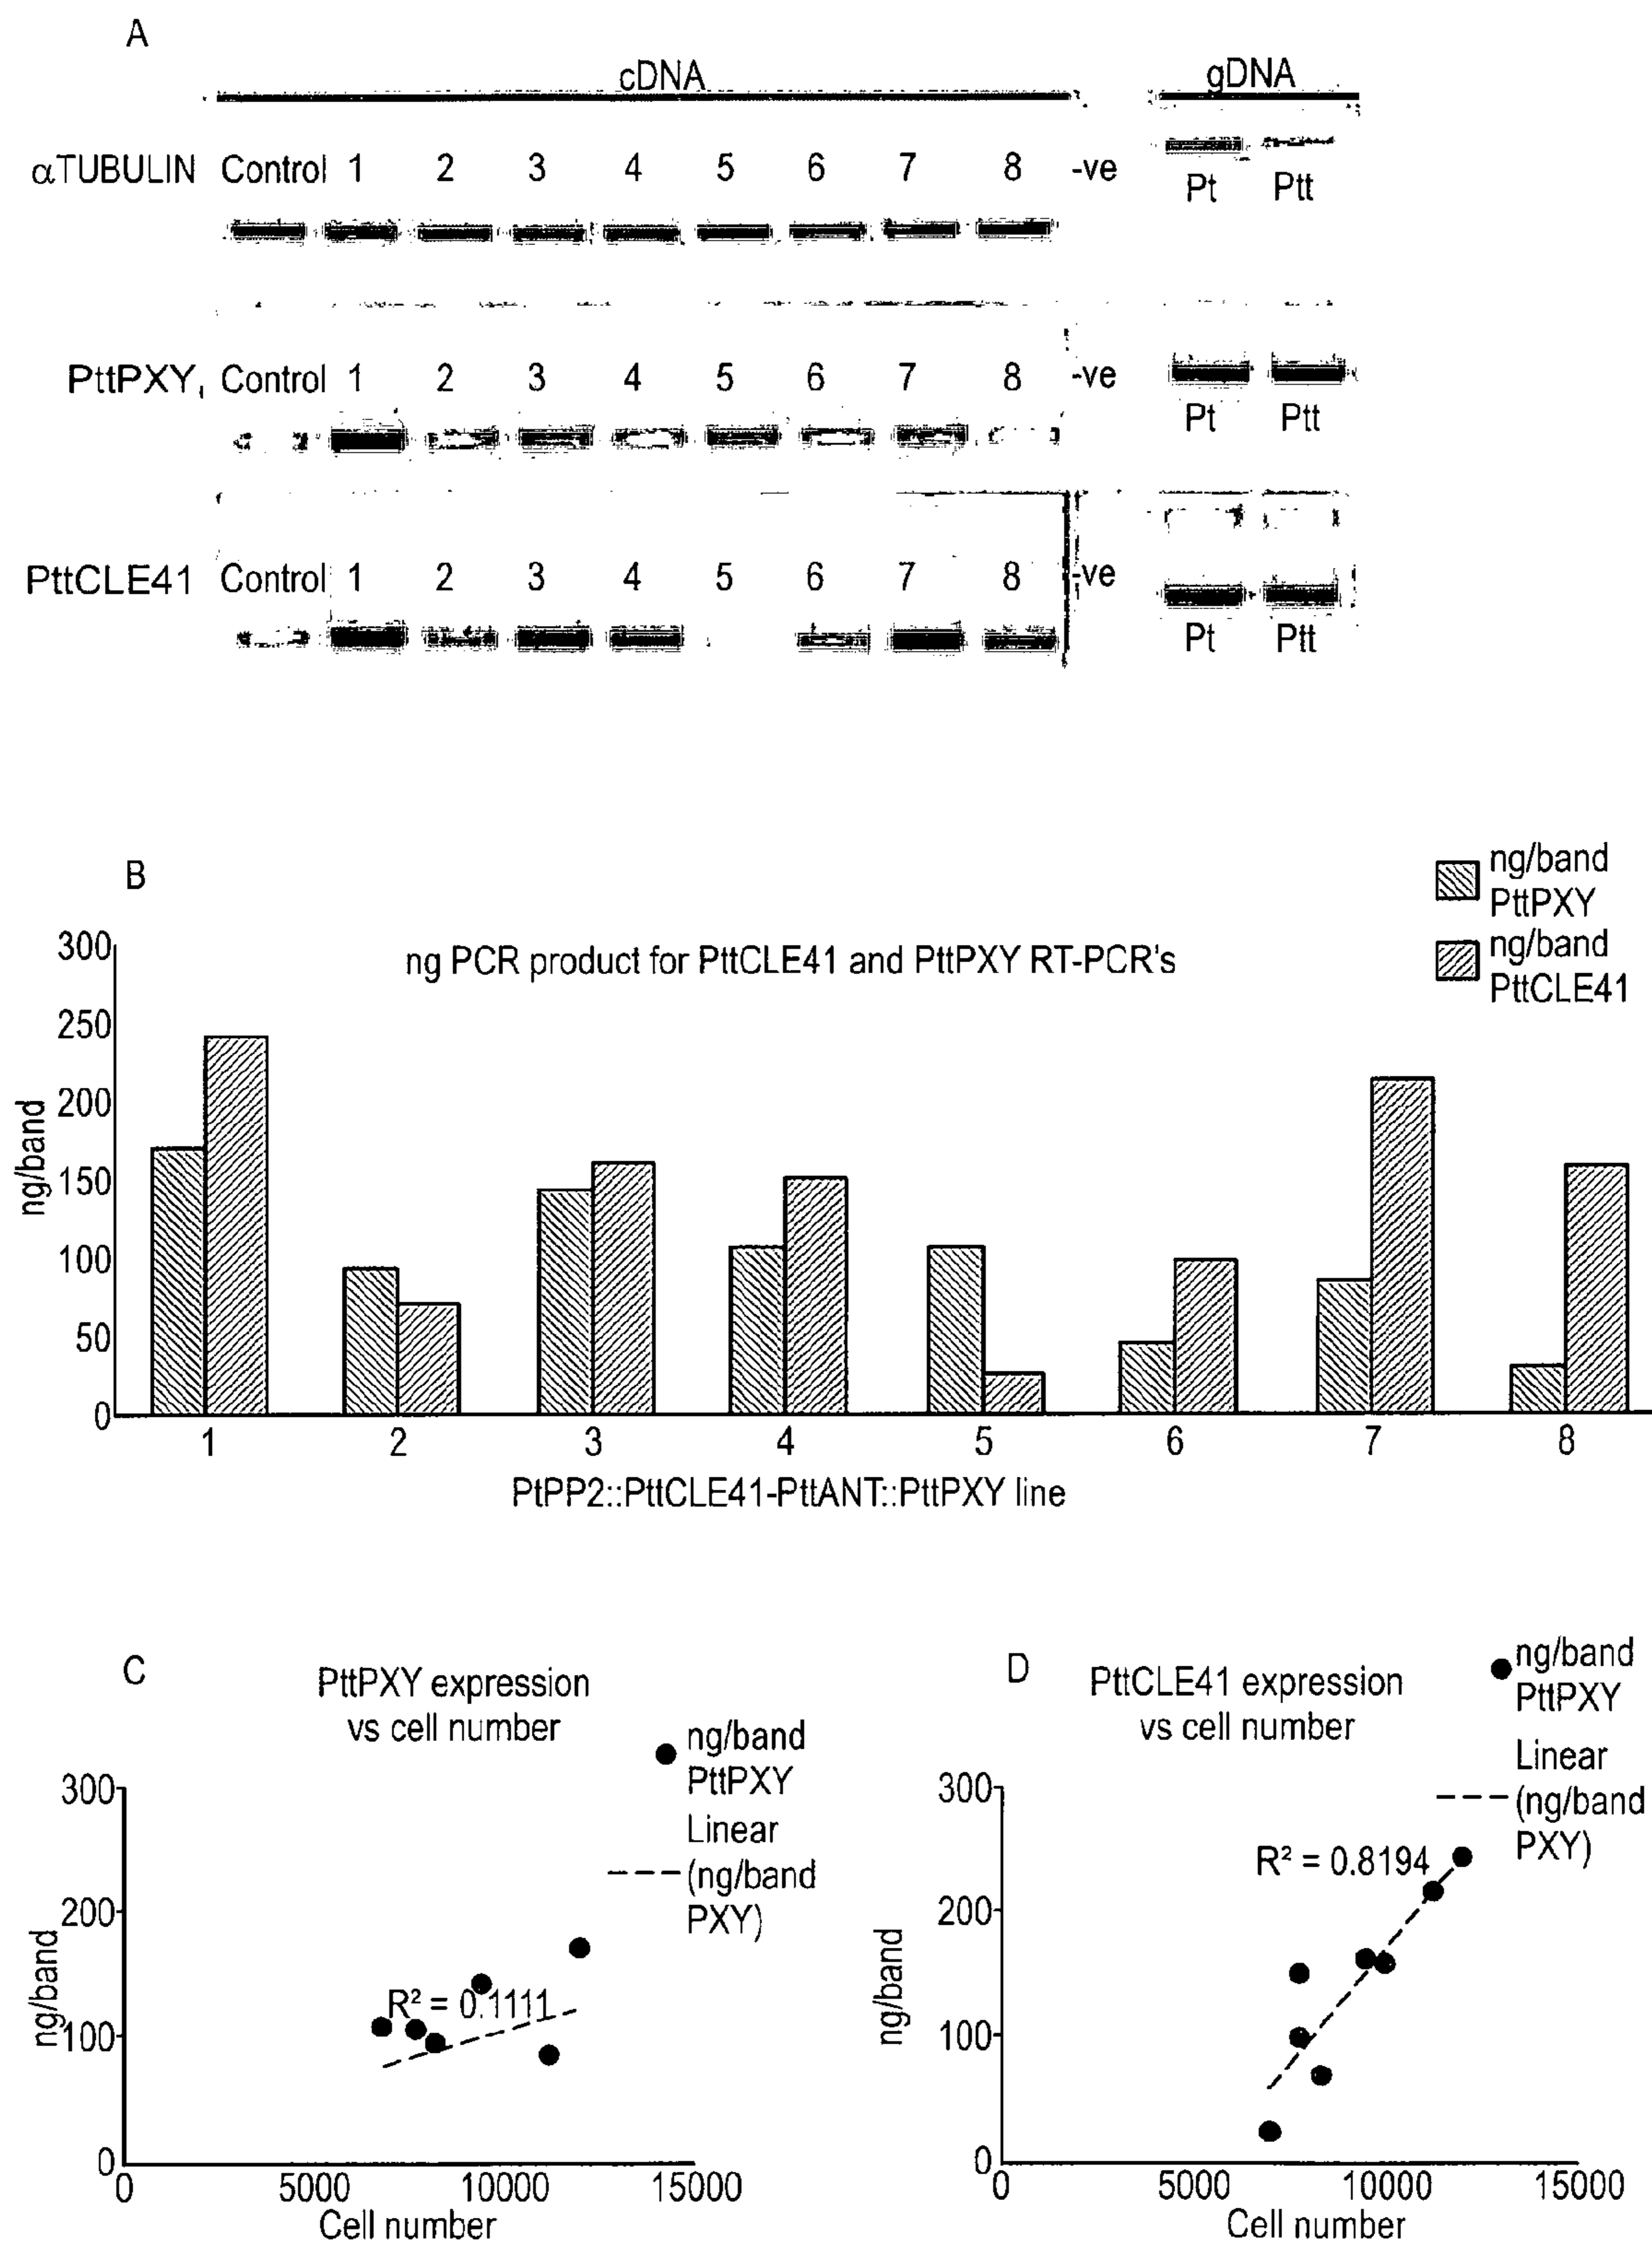 A
cDNA
gDNA
αTUBULIN Control 1 2 3 4 5 6 7 8 -ve
Pt Ptt
PttPXY, Control 1 2 3 4 5 6 7 8 -ve
Pt Ptt
PttCLE41 Control 1 2 3 4 5 6 7 8 -ve
Pt Ptt
B
ng/band
PttPXY
ng/band
PttCLE41
ng PCR product for PttCLE41 and PttPXY RT-PCR's
300
250
200
150
100
50
0
ng/band
1 2 3 4 5 6 7 8
PtPP2::PttCLE41-PttANT::PttPXY line
C
PttPXY expression
vs cell number
ng/band
PttPXY
Linear
(ng/band
PXY)
300
200
100
0
ng/band
R² = 0.1111
0 5000 10000 15000
Cell number
D
PttCLE41 expression
vs cell number
ng/band
PttPXY
Linear
(ng/band
PXY)
300
200
100
0
ng/band
R² = 0.8194
0 5000 10000 15000
Cell number